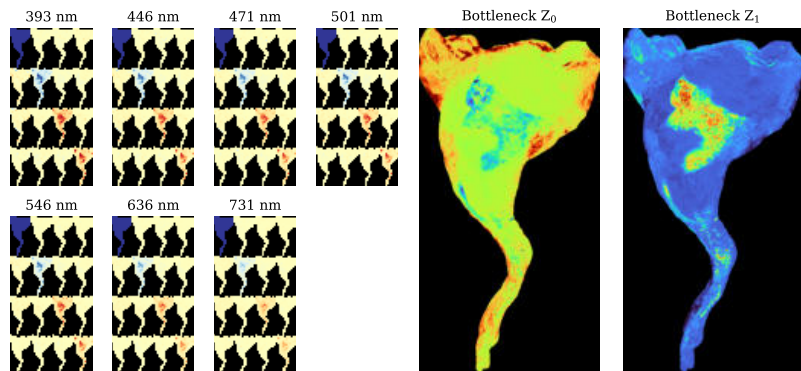 393 nm
446 nm
471 nm
501 nm
Bottleneck Z₀
Bottleneck Z₁
546 nm
636 nm
731 nm